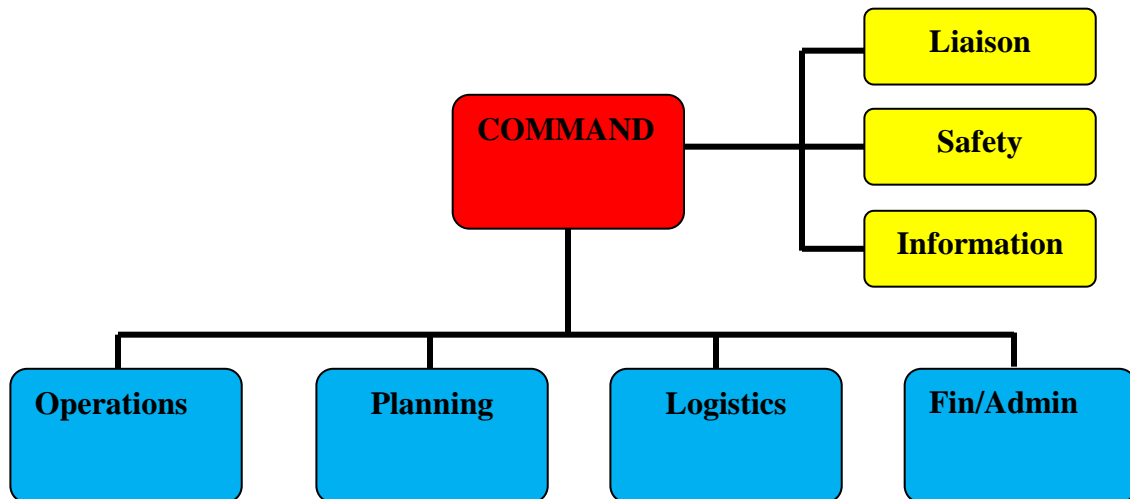 Liaison
COMMAND
Safety
Information
Operations
Planning
Logistics
Fin/Admin